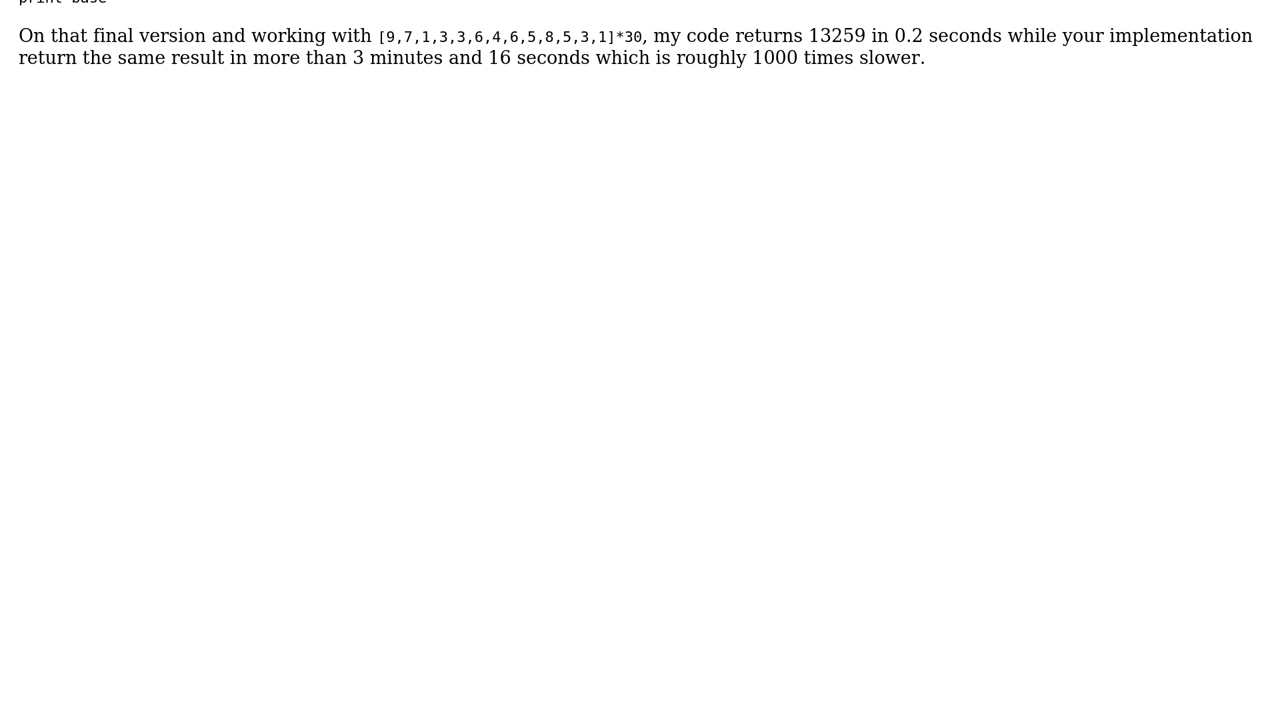 print base
On that final version and working with [9,7,1,3,3,6,4,6,5,8,5,3,1]*30, my code returns 13259 in 0.2 seconds while your implementation
return the same result in more than 3 minutes and 16 seconds which is roughly 1000 times slower.